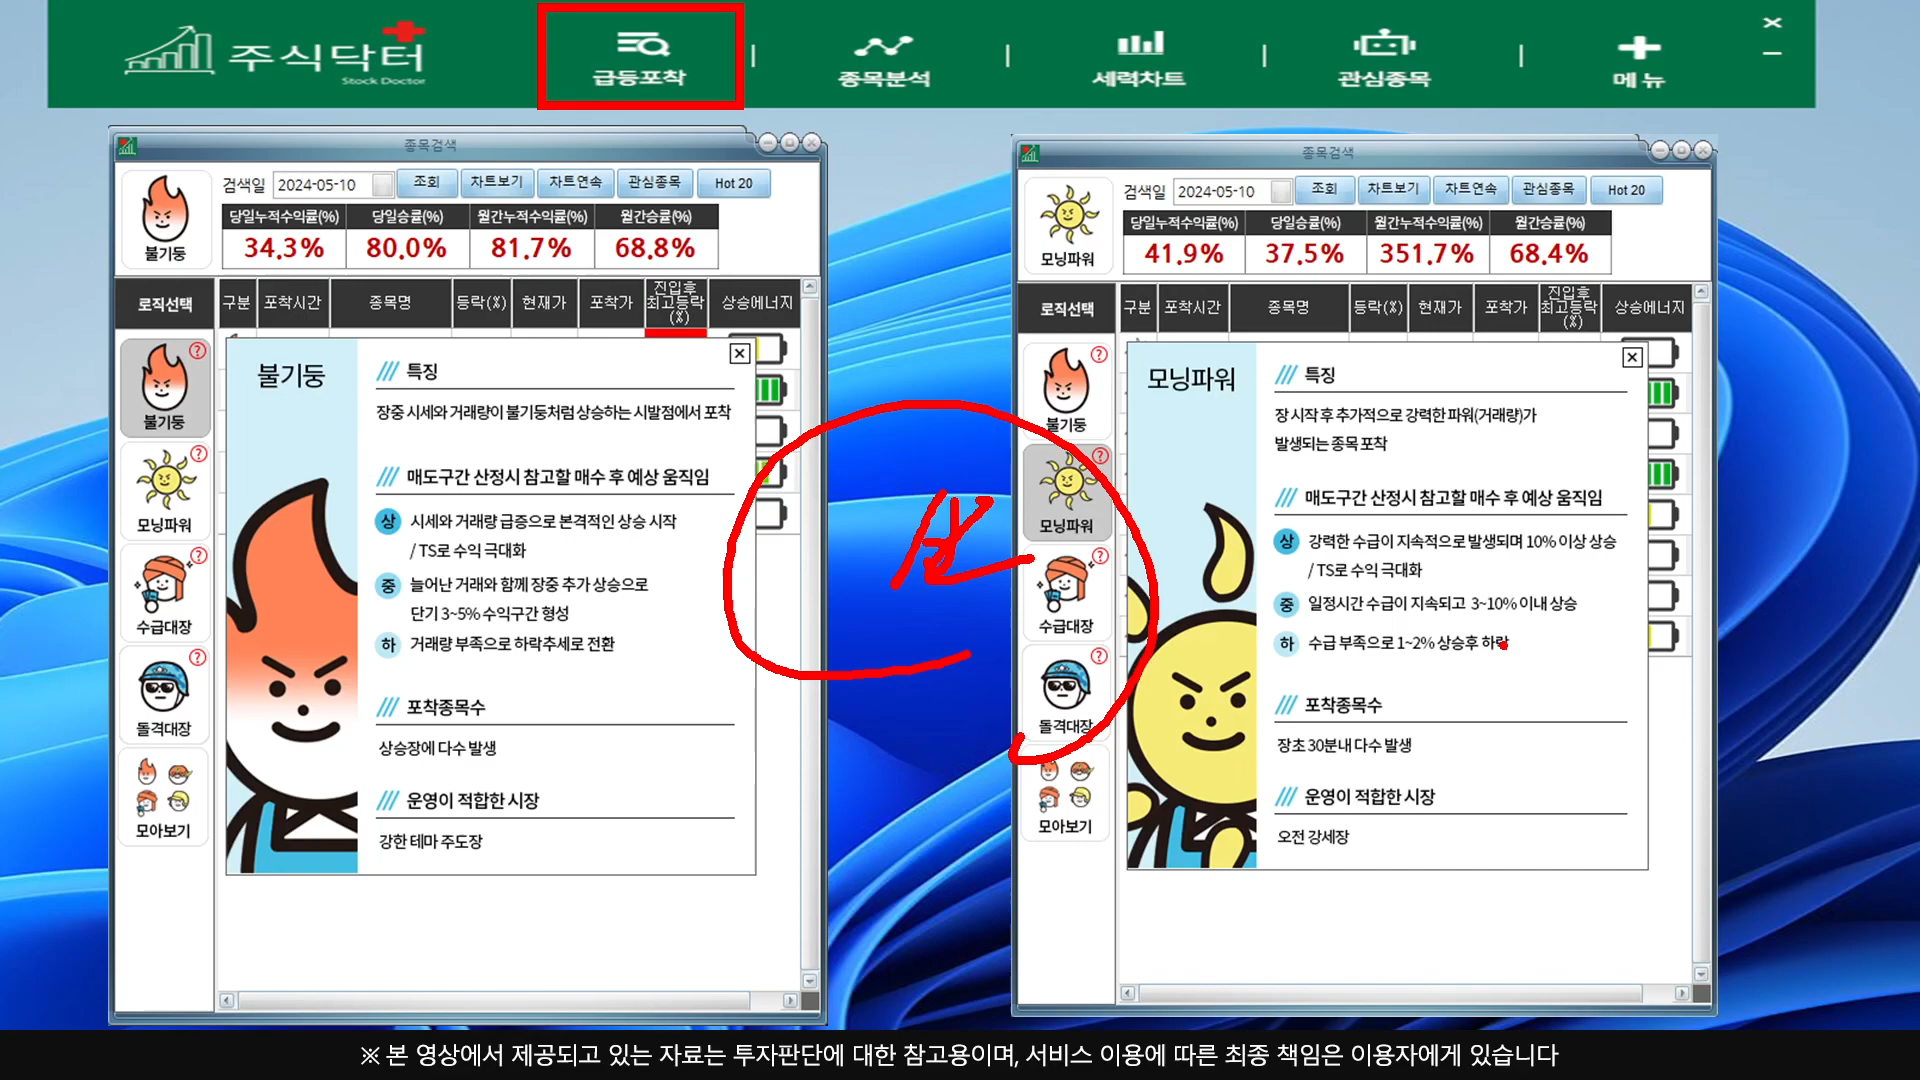 주식닥터
Stock Doctor
급등포착
종목분석
세력차트
관심종목
메뉴
종목검색
불기둥
검색일 2024-05-10 조회 차트보기 차트연속 관심종목 Hot 20
당일누적수익률(%) 당일승률(%) 월간누적수익률(%) 월간승률(%)
34.3% 80.0% 81.7% 68.8%
로직선택 구분 포착시간 종목명 등락(%) 현재가 포착가 진입후 최고등락 (%) 상승에너지
불기둥
모닝파워
수급대장
돌격대장
모아보기
불기둥
/// 특징
장중 시세와 거래량이 불기둥처럼 상승하는 시발점에서 포착
/// 매도구간 산정시 참고할 매수 후 예상 움직임
상 시세와 거래량 급증으로 본격적인 상승 시작
/ TS로 수익 극대화
중 늘어난 거래와 함께 장중 추가 상승으로
단기 3~5% 수익구간 형성
하 거래량 부족으로 하락추세로 전환
/// 포착종목수
상승장에 다수 발생
/// 운영이 적합한 시장
강한 테마 주도장
종목검색
모닝파워
검색일 2024-05-10 조회 차트보기 차트연속 관심종목 Hot 20
당일누적수익률(%) 당일승률(%) 월간누적수익률(%) 월간승률(%)
41.9% 37.5% 351.7% 68.4%
로직선택 구분 포착시간 종목명 등락(%) 현재가 포착가 진입후 최고등락 (%) 상승에너지
불기둥
모닝파워
수급대장
돌격대장
모아보기
모닝파워
/// 특징
장 시작 후 추가적으로 강력한 파워(거래량)가
발생되는 종목 포착
/// 매도구간 산정시 참고할 매수 후 예상 움직임
상 강력한 수급이 지속적으로 발생되며 10% 이상 상승
/ TS로 수익 극대화
중 일정시간 수급이 지속되고 3~10% 이내 상승
하 수급 부족으로 1~2% 상승후 하락
/// 포착종목수
장초 30분내 다수 발생
/// 운영이 적합한 시장
오전 강세장
※ 본 영상에서 제공되고 있는 자료는 투자판단에 대한 참고용이며, 서비스 이용에 따른 최종 책임은 이용자에게 있습니다